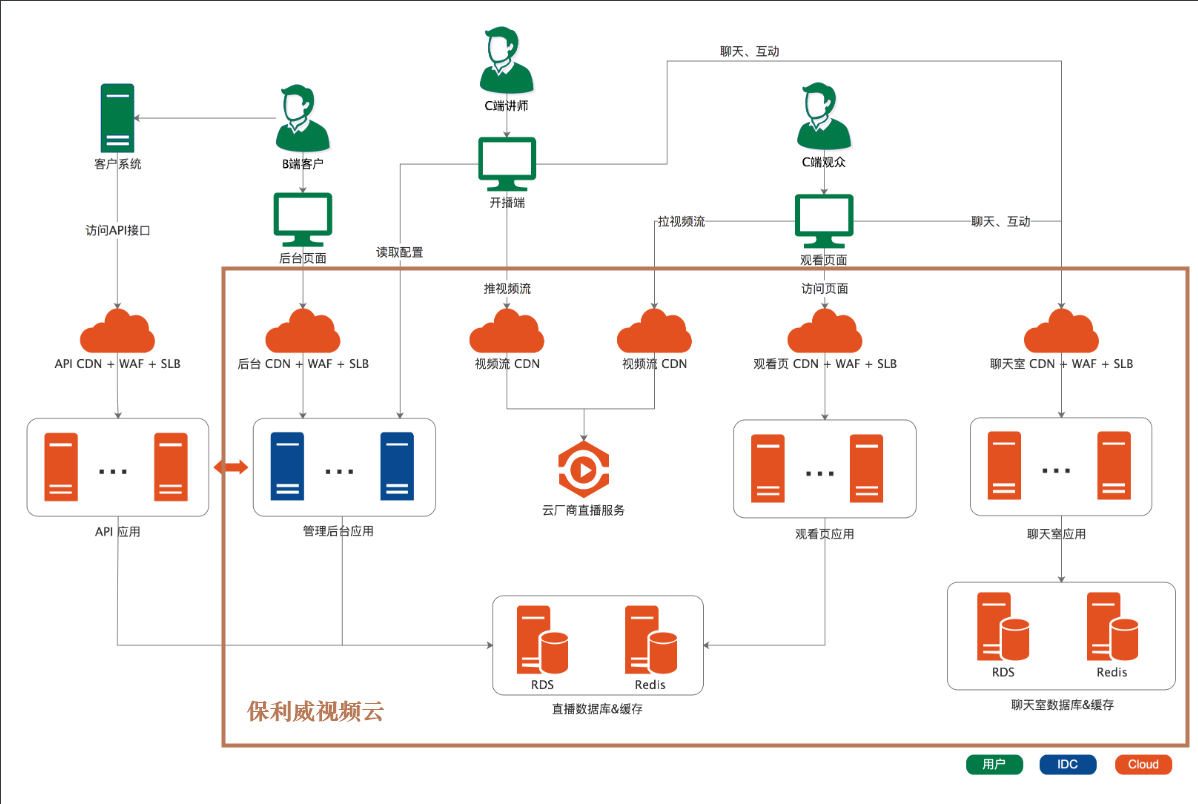 聊天、互动
C端讲师
客户系统
B端客户
C端观众
开播端
访问API接口
拉视频流
聊天、互动
后台页面
读取配置
观看页面
推视频流
访问页面
API CDN + WAF + SLB
后台 CDN + WAF + SLB
视频流 CDN
视频流 CDN
观看页 CDN + WAF + SLB
聊天室 CDN + WAF + SLB
...
...
...
...
云厂商直播服务
API 应用
管理后台应用
观看页应用
聊天室应用
RDS
Redis
RDS
Redis
直播数据库&缓存
聊天室数据库&缓存
保利威视频云
用户
IDC
Cloud